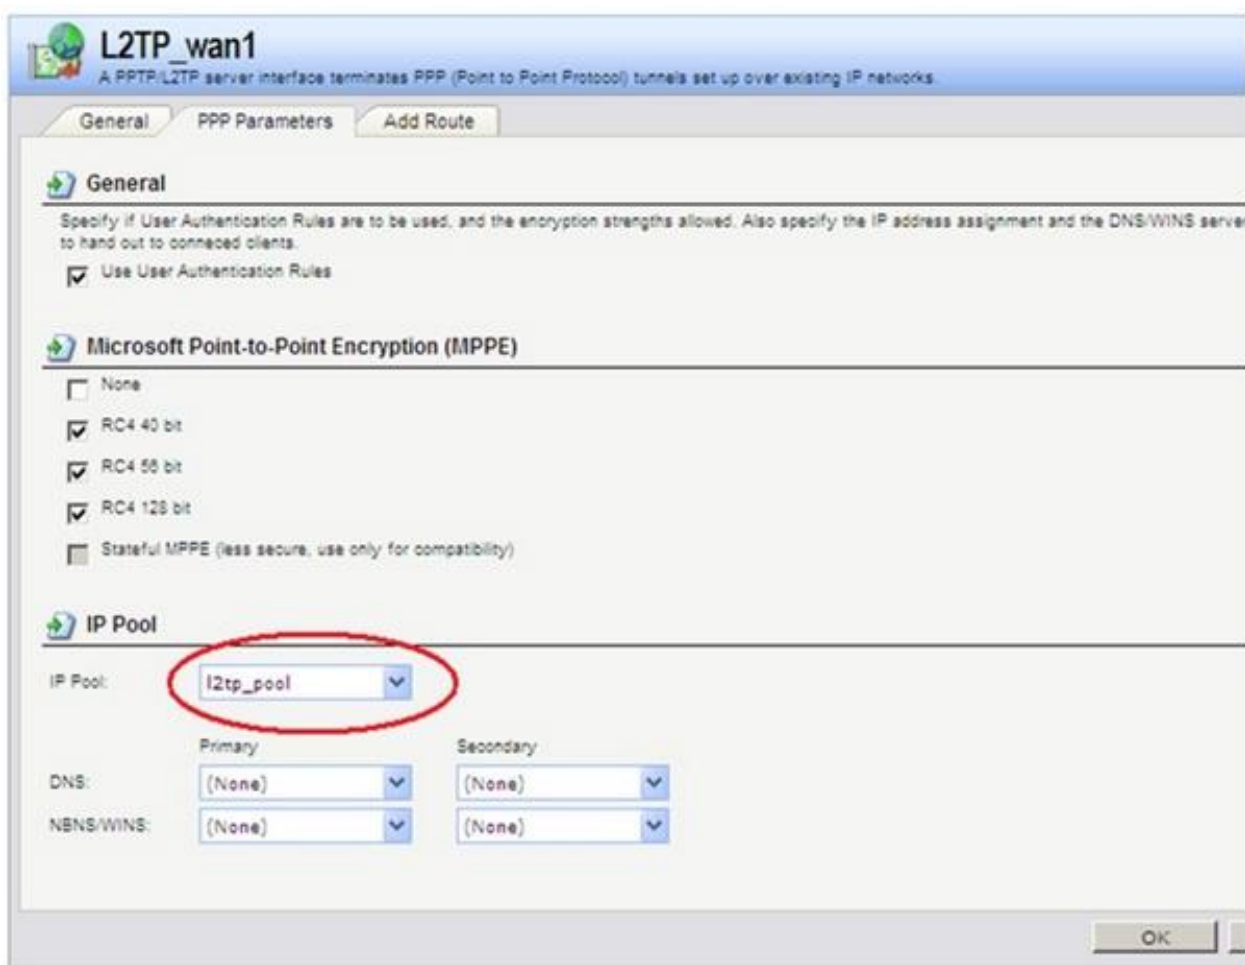 L2TP_wan1
A PPTP/L2TP server interface terminates PPP (Point to Point Protocol) tunnels set up over existing IP networks.
General PPP Parameters Add Route
General
Specify if User Authentication Rules are to be used, and the encryption strengths allowed. Also specify the IP address assignment and the DNS/WINS server
to hand out to conneced clients.
Use User Authentication Rules
Microsoft Point-to-Point Encryption (MPPE)
None
RC4 40 bit
RC4 56 bit
RC4 128 bit
Stateful MPPE (less secure, use only for compatibility)
IP Pool
IP Pool: l2tp_pool
Primary Secondary
DNS: (None) (None)
NBNS/WINS: (None) (None)
OK